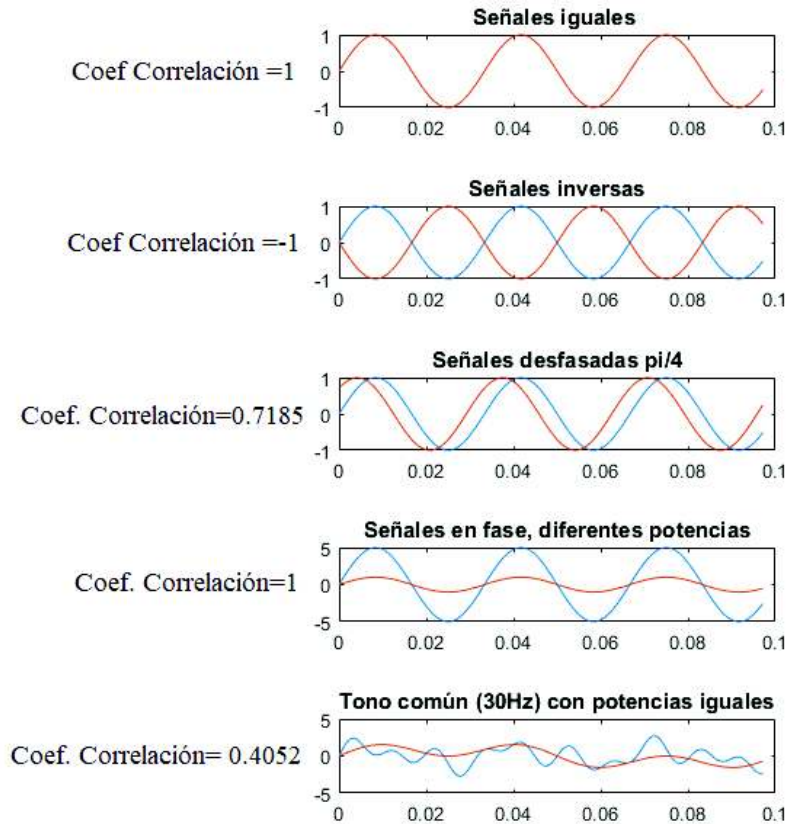 Señales iguales
Coef Correlación =1
1
0
-1
0 0.02 0.04 0.06 0.08 0.1
Señales inversas
Coef Correlación =-1
1
0
-1
0 0.02 0.04 0.06 0.08 0.1
Señales desfasadas pi/4
Coef. Correlación=0.7185
1
0
-1
0 0.02 0.04 0.06 0.08 0.1
Señales en fase, diferentes potencias
Coef. Correlación=1
5
0
-5
0 0.02 0.04 0.06 0.08 0.1
Tono común (30Hz) con potencias iguales
Coef. Correlación= 0.4052
5
0
-5
0 0.02 0.04 0.06 0.08 0.1